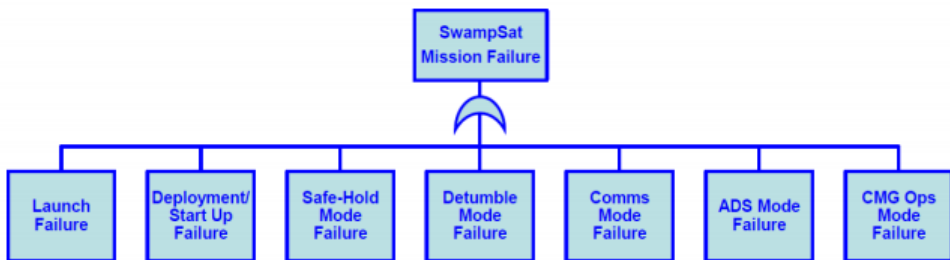 SwampSat
Mission Failure
Launch
Failure
Deployment/
Start Up
Failure
Safe-Hold
Mode
Failure
Detumble
Mode
Failure
Comms
Mode
Failure
ADS Mode
Failure
CMG Ops
Mode
Failure